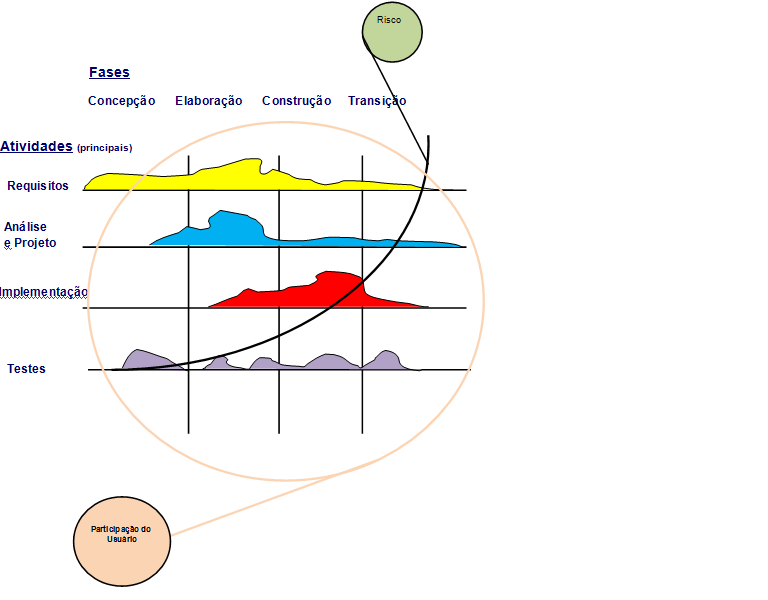 Risco
Fases
Concepção Elaboração Construção Transição
Atividades (principais)
Requisitos
Análise
e Projeto
Implementação
Testes
Participação do
Usuário